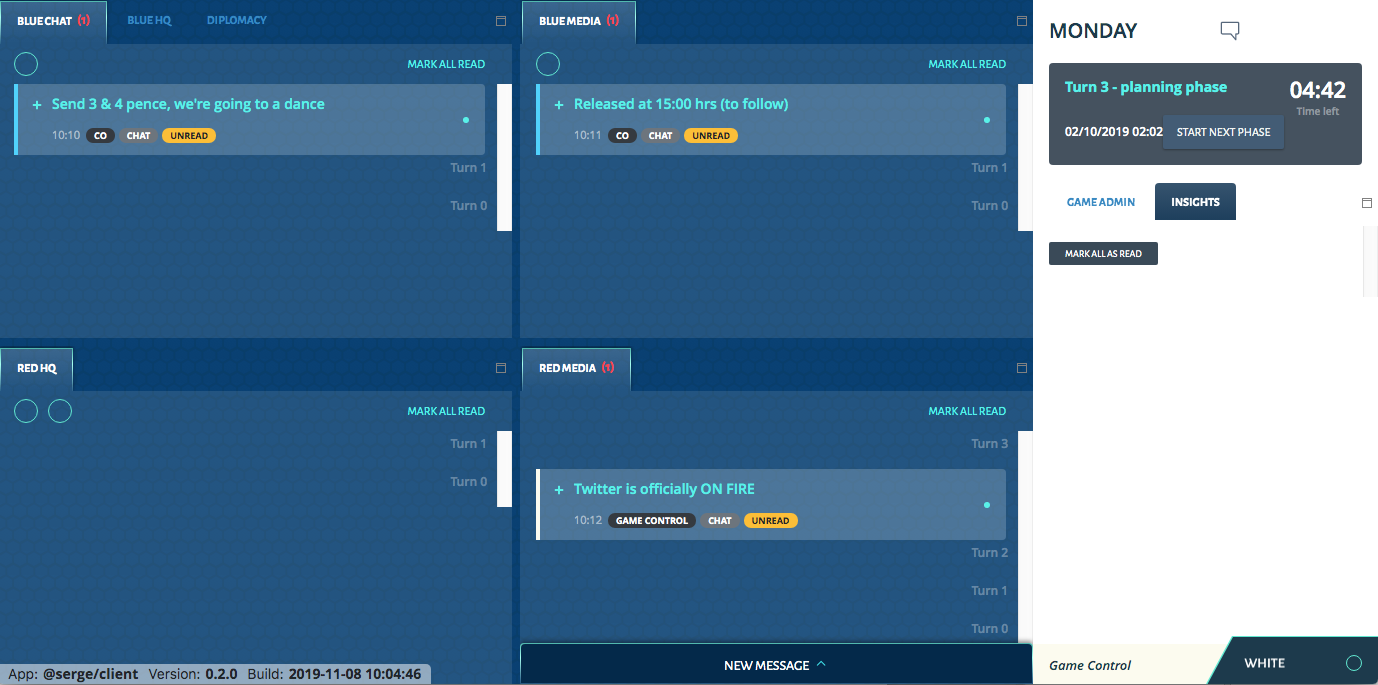 BLUE CHAT (1) BLUE HQ DIPLOMACY
MARK ALL READ
+ Send 3 & 4 pence, we're going to a dance
10:10 CO CHAT UNREAD
Turn 1
Turn 0
BLUE MEDIA (1)
MARK ALL READ
+ Released at 15:00 hrs (to follow)
10:11 CO CHAT UNREAD
Turn 1
Turn 0
RED HQ
MARK ALL READ
Turn 1
Turn 0
App: @serge/client Version: 0.2.0 Build: 2019-11-08 10:04:46
RED MEDIA (1)
MARK ALL READ
Turn 3
+ Twitter is officially ON FIRE
10:12 GAME CONTROL CHAT UNREAD
Turn 2
Turn 1
Turn 0
NEW MESSAGE
MONDAY
Turn 3 - planning phase 04:42
Time left
02/10/2019 02:02 START NEXT PHASE
GAME ADMIN INSIGHTS
MARK ALL AS READ
Game Control WHITE